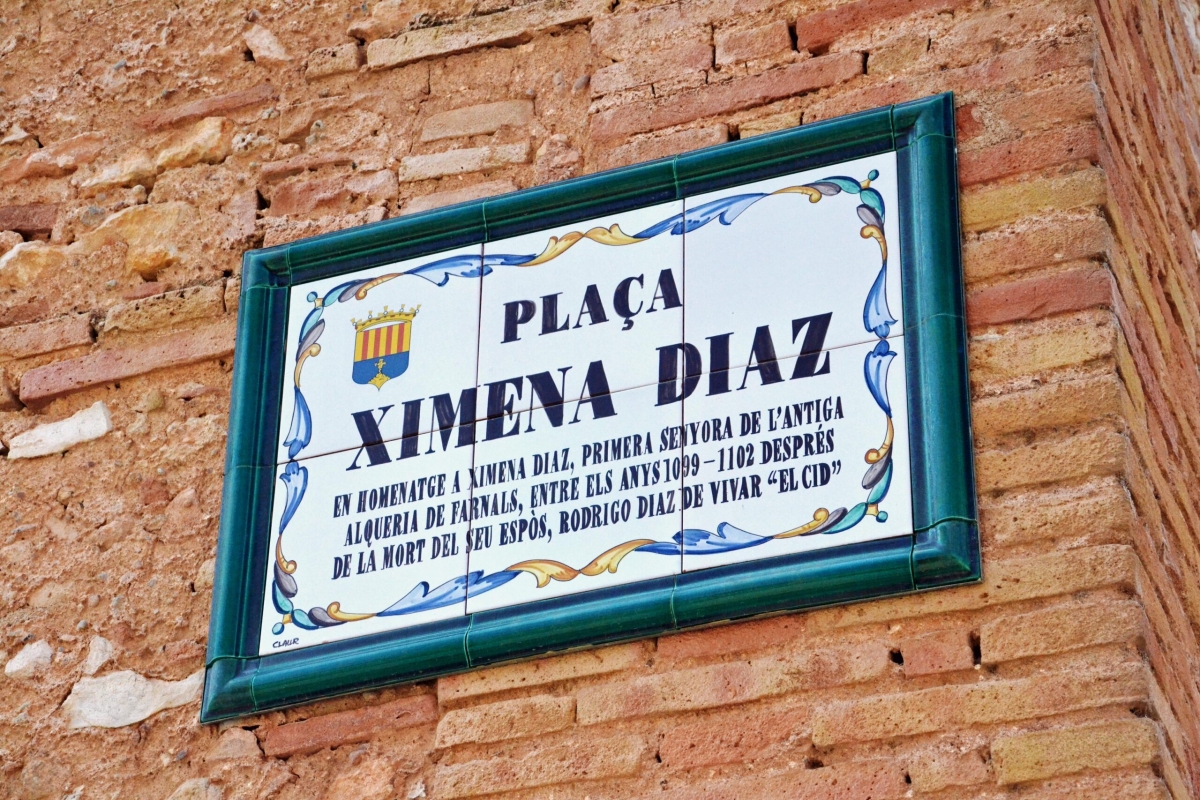 PLAÇA
XIMENA DIAZ
EN HOMENATGE A XIMENA DIAZ, PRIMERA SENYORA DE L'ANTIGA
ALQUERIA DE FARNALS, ENTRE ELS ANYS 1099-1102 DESPRÉS
DE LA MORT DEL SEU ESPÒS, RODRIGO DIAZ DE VIVAR "EL CID"
CLAUR